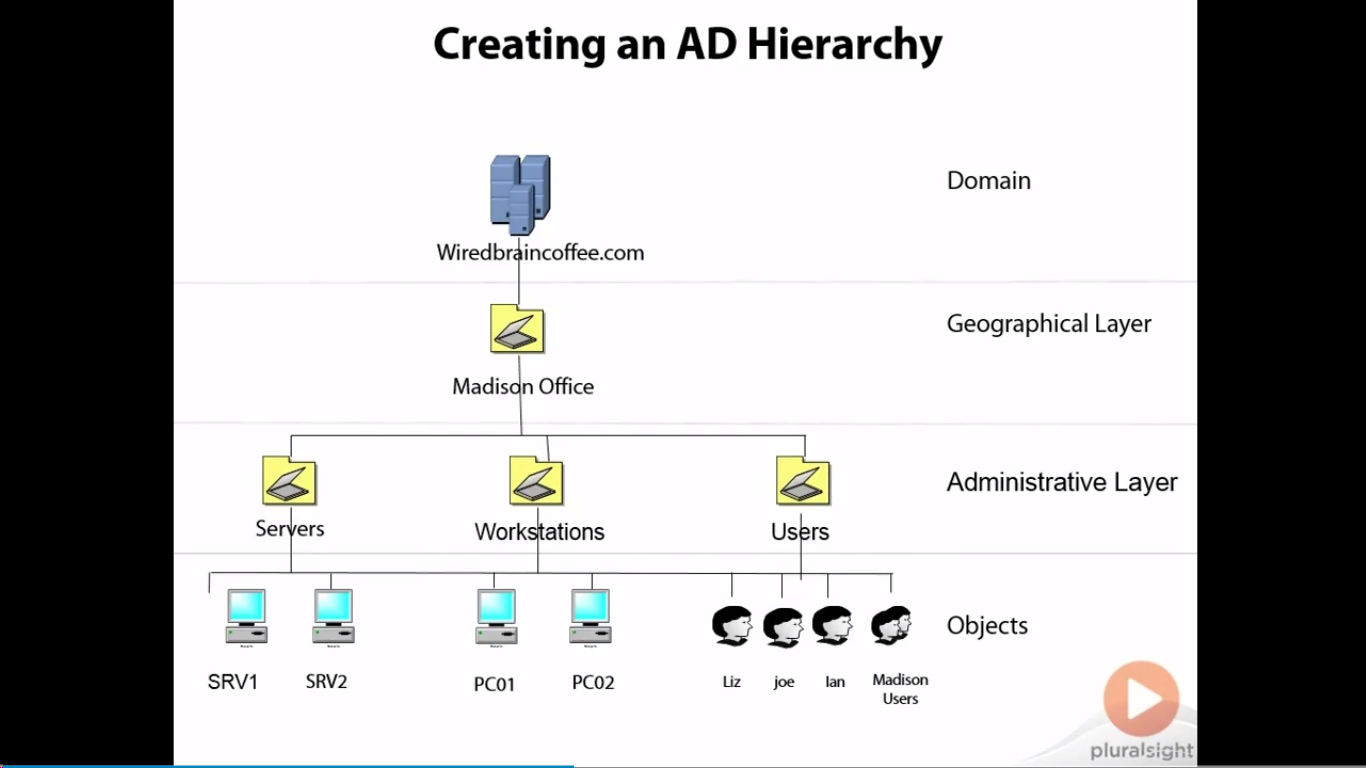 Creating an AD Hierarchy
Domain
Wiredbraincoffee.com
Geographical Layer
Madison Office
Administrative Layer
Servers
Workstations
Users
Objects
SRV1
SRV2
PC01
PC02
Liz
joe
Ian
Madison
Users
pluralsight